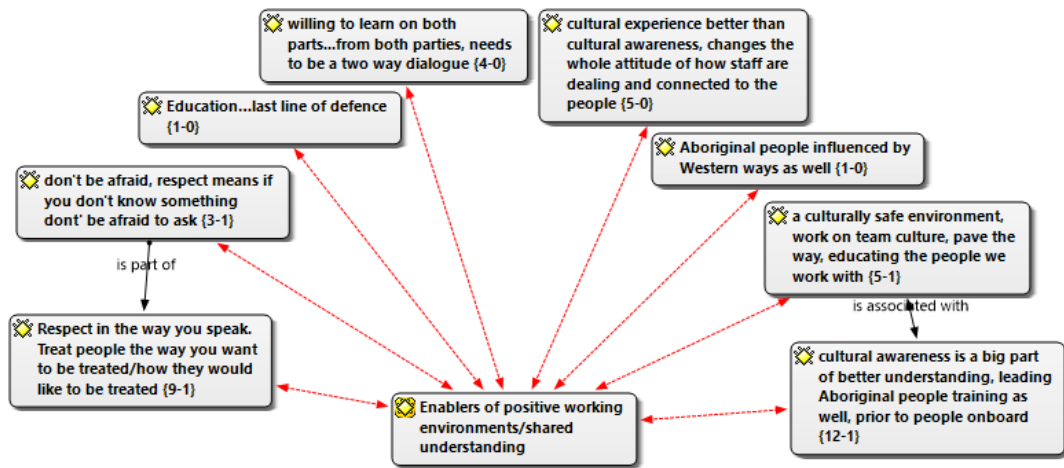 willing to learn on both
parts...from both parties, needs
to be a two way dialogue {4-0}
cultural experience better than
cultural awareness, changes the
whole attitude of how staff are
dealing and connected to the
people {5-0}
Education...last line of defence
{1-0}
Aboriginal people influenced by
Western ways as well {1-0}
don't be afraid, respect means if
you don't know something
dont' be afraid to ask {3-1}
a culturally safe environment,
work on team culture, pave the
way, educating the people we
work with {5-1}
is part of
is associated with
Respect in the way you speak.
Treat people the way you want
to be treated/how they would
like to be treated {9-1}
cultural awareness is a big part
of better understanding, leading
Aboriginal people training as
well, prior to people onboard
{12-1}
Enablers of positive working
environments/shared
understanding